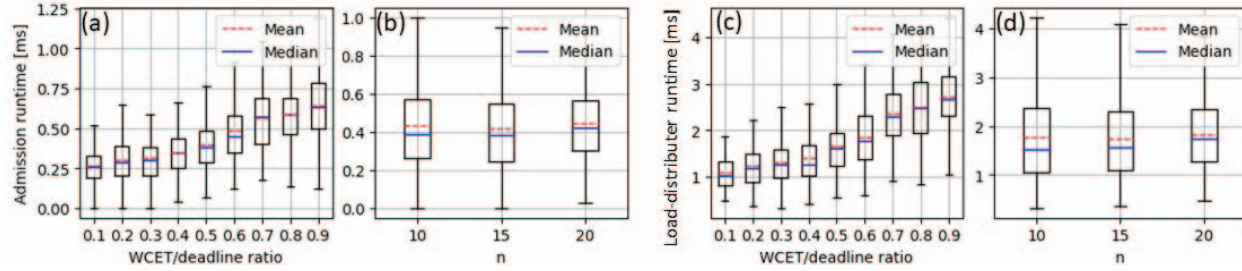 (a)
Admission runtime [ms]
1.25
1.00
0.75
0.50
0.25
0.00
Mean
Median
0.1 0.2 0.3 0.4 0.5 0.6 0.7 0.8 0.9
WCET/deadline ratio
(b)
1.0
0.8
0.6
0.4
0.2
0.0
Mean
Median
10 15 20
n
(c)
Load-distributer runtime [ms]
4
3
2
1
Mean
Median
0.1 0.2 0.3 0.4 0.5 0.6 0.7 0.8 0.9
WCET/deadline ratio
(d)
4
3
2
1
Mean
Median
10 15 20
n